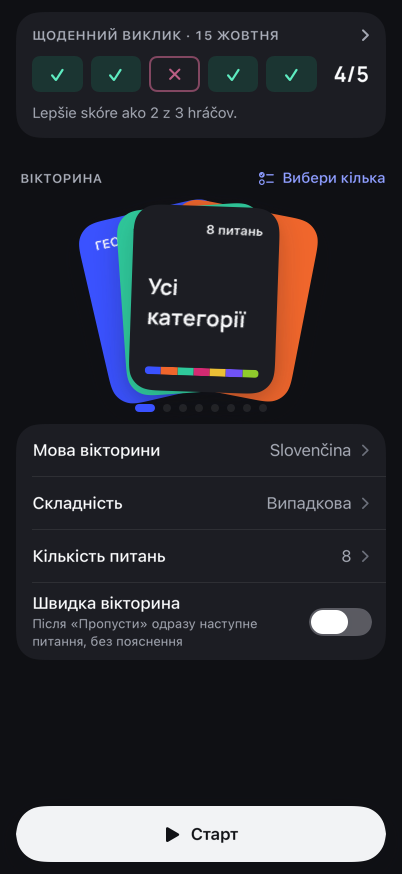 ЩОДЕННИЙ ВИКЛИК · 15 ЖОВТНЯ
4/5
Lepšie skóre ako 2 z 3 hráčov.
ВІКТОРИНА
Вибери кілька
8 питань
Усі
категорії
Мова вікторини
Slovenčina
Складність
Випадкова
Кількість питань
8
Швидка вікторина
Після «Пропусти» одразу наступне
питання, без пояснення
Старт